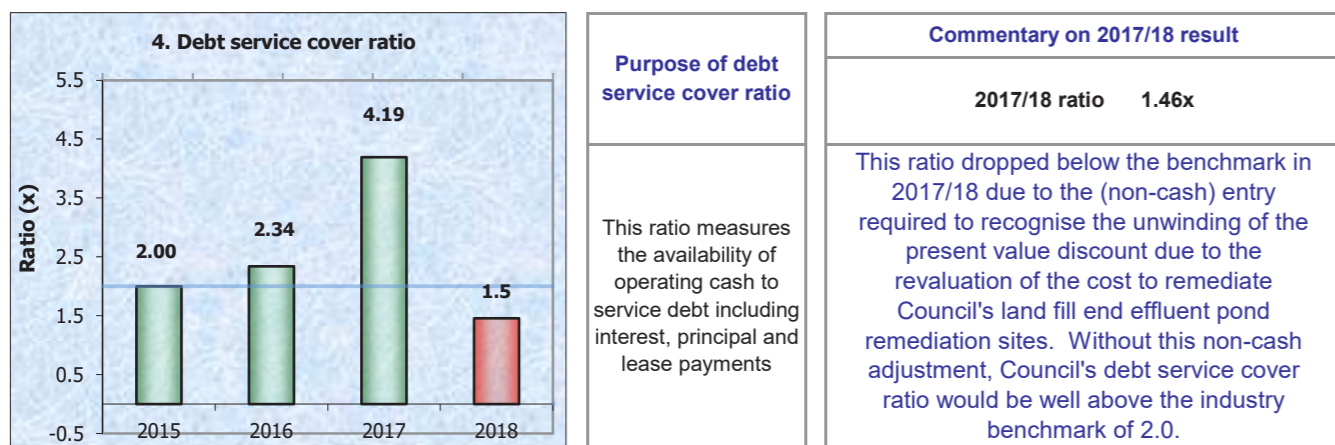 4. Debt service cover ratio
5.5
4.5
3.5
2.5
1.5
0.5
-0.5
Ratio (x)
2.00
2.34
4.19
1.5
2015
2016
2017
2018
Purpose of debt
service cover ratio
This ratio measures
the availability of
operating cash to
service debt including
interest, principal and
lease payments
Commentary on 2017/18 result
2017/18 ratio 1.46x
This ratio dropped below the benchmark in
2017/18 due to the (non-cash) entry
required to recognise the unwinding of the
present value discount due to the
revaluation of the cost to remediate
Council's land fill end effluent pond
remediation sites. Without this non-cash
adjustment, Council's debt service cover
ratio would be well above the industry
benchmark of 2.0.